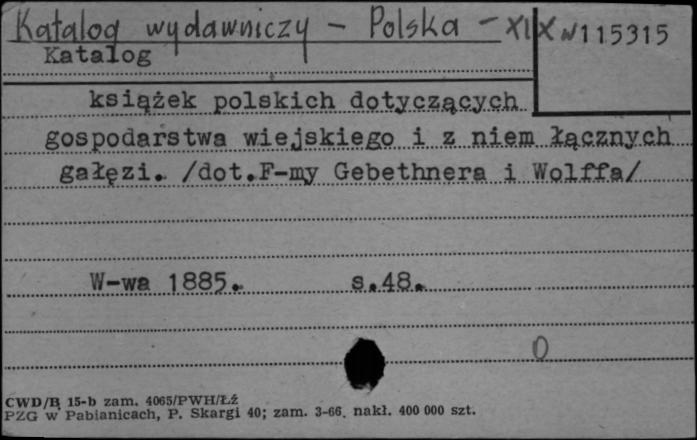 Katalog wydawniczy - Polska - XIX w 115315
Katalog
książek polskich dotyczących
gospodarstwa wiejskiego i z niem łącznych
gałęzi. /dot.F-my Gebethnera i Wolffa/
W-wa 1885. s.48.
0
CWD/B 15-b zam. 4065/PWH/Łź
PZG w Pabianicach, P. Skargi 40; zam. 3-66. nakł. 400 000 szt.